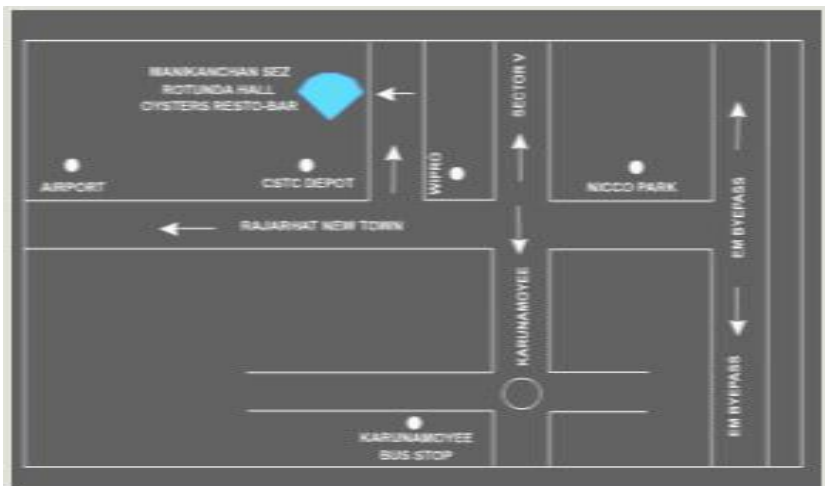 MANIKANCHAN SEZ
ROTUNDA HALL
OYSTERS RESTO-BAR
SECTOR V
AIRPORT
CSTC DEPOT
WIPRO
NICCO PARK
RAJARHAT NEW TOWN
EM BYEPASS
KARUNAMOYEE
EM BYEPASS
KARUNAMOYEE
BUS STOP